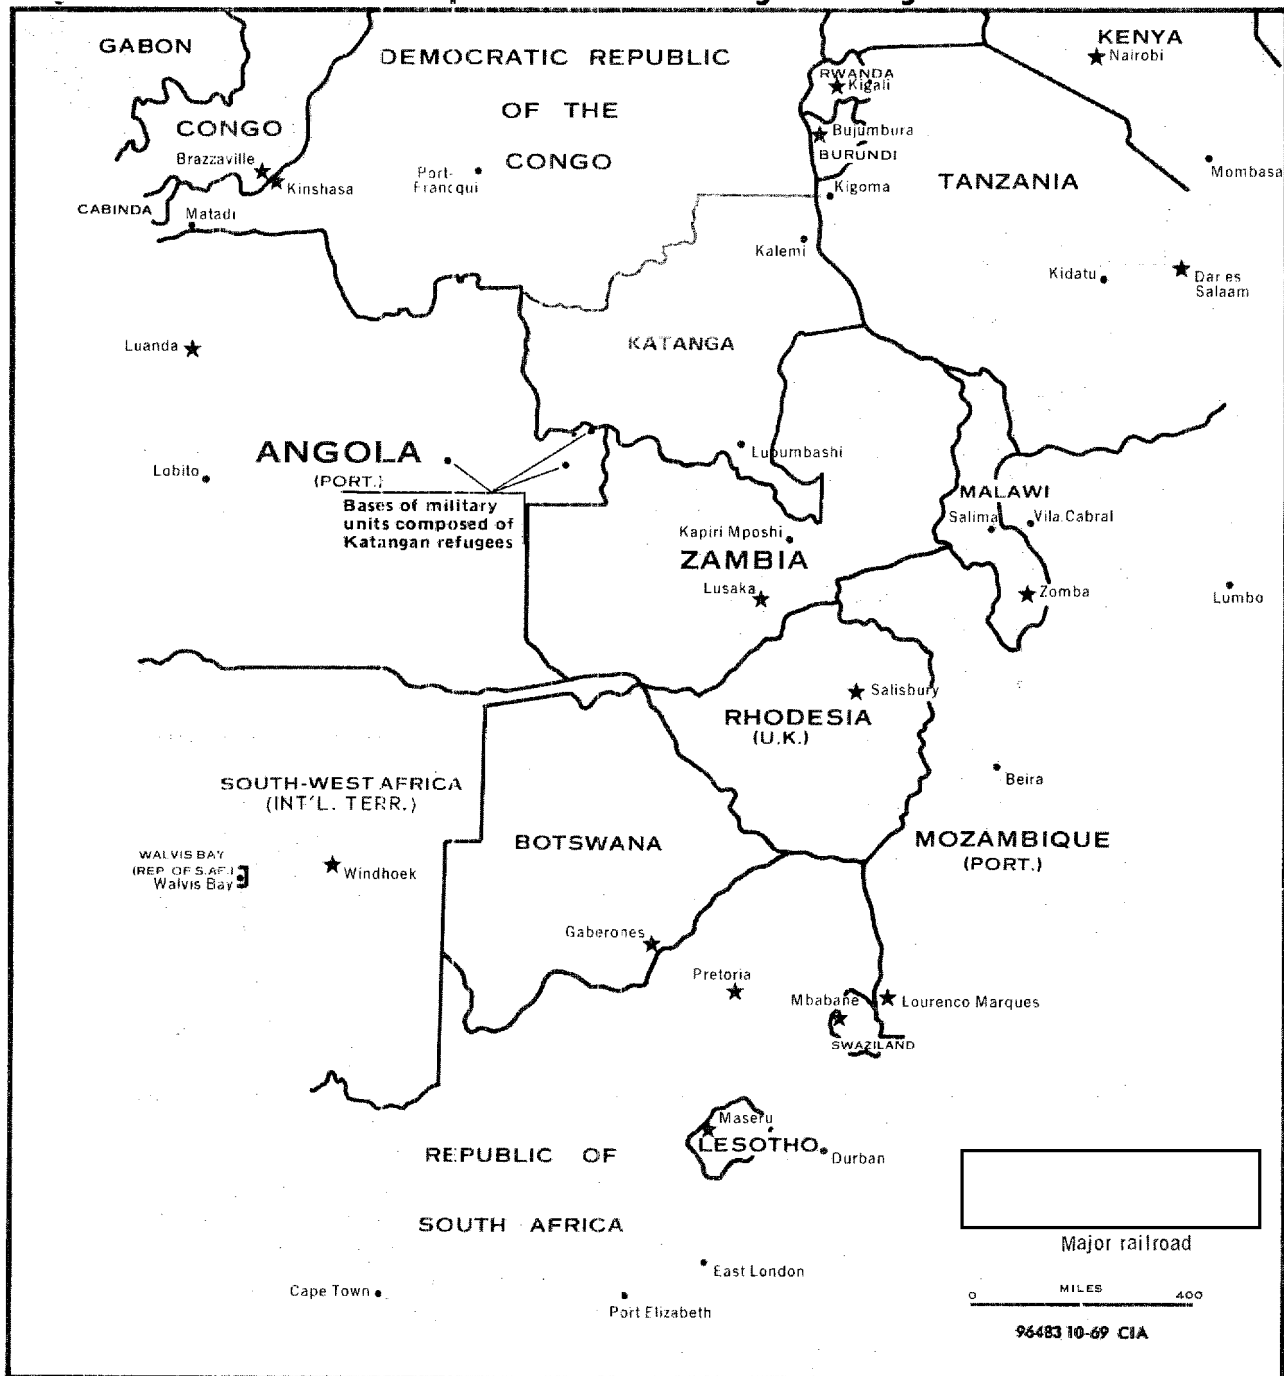 GABON
DEMOCRATIC REPUBLIC
OF THE
CONGO
KENYA
Nairobi
RWANDA
Kigali
CONGO
Brazzaville
Kinshasa
Port-
Francqui
Bujumbura
BURUNDI
Kigoma
TANZANIA
Mombasa
CABINDA
Matadi
Kalemi
Kidatu
Dar es
Salaam
Luanda
KATANGA
ANGOLA
(PORT.)
Lobito
Lubumbashi
Bases of military
units composed of
Katangan refugees
MALAWI
Salima
Vila Cabral
Kapiri Mposhi
ZAMBIA
Lusaka
Zomba
Lumbo
Salisbury
RHODESIA
(U.K.)
Beira
SOUTH-WEST AFRICA
(INT'L. TERR.)
BOTSWANA
MOZAMBIQUE
(PORT.)
WALVIS BAY
(REP. OF S.AF.)
Walvis Bay
Windhoek
Gaberones
Pretoria
Mbabane
Lourenco Marques
SWAZILAND
Maseru
LESOTHO
Durban
REPUBLIC OF
SOUTH AFRICA
East London
Cape Town
Port Elizabeth
Major railroad
0 MILES 400
96483 10-69 CIA